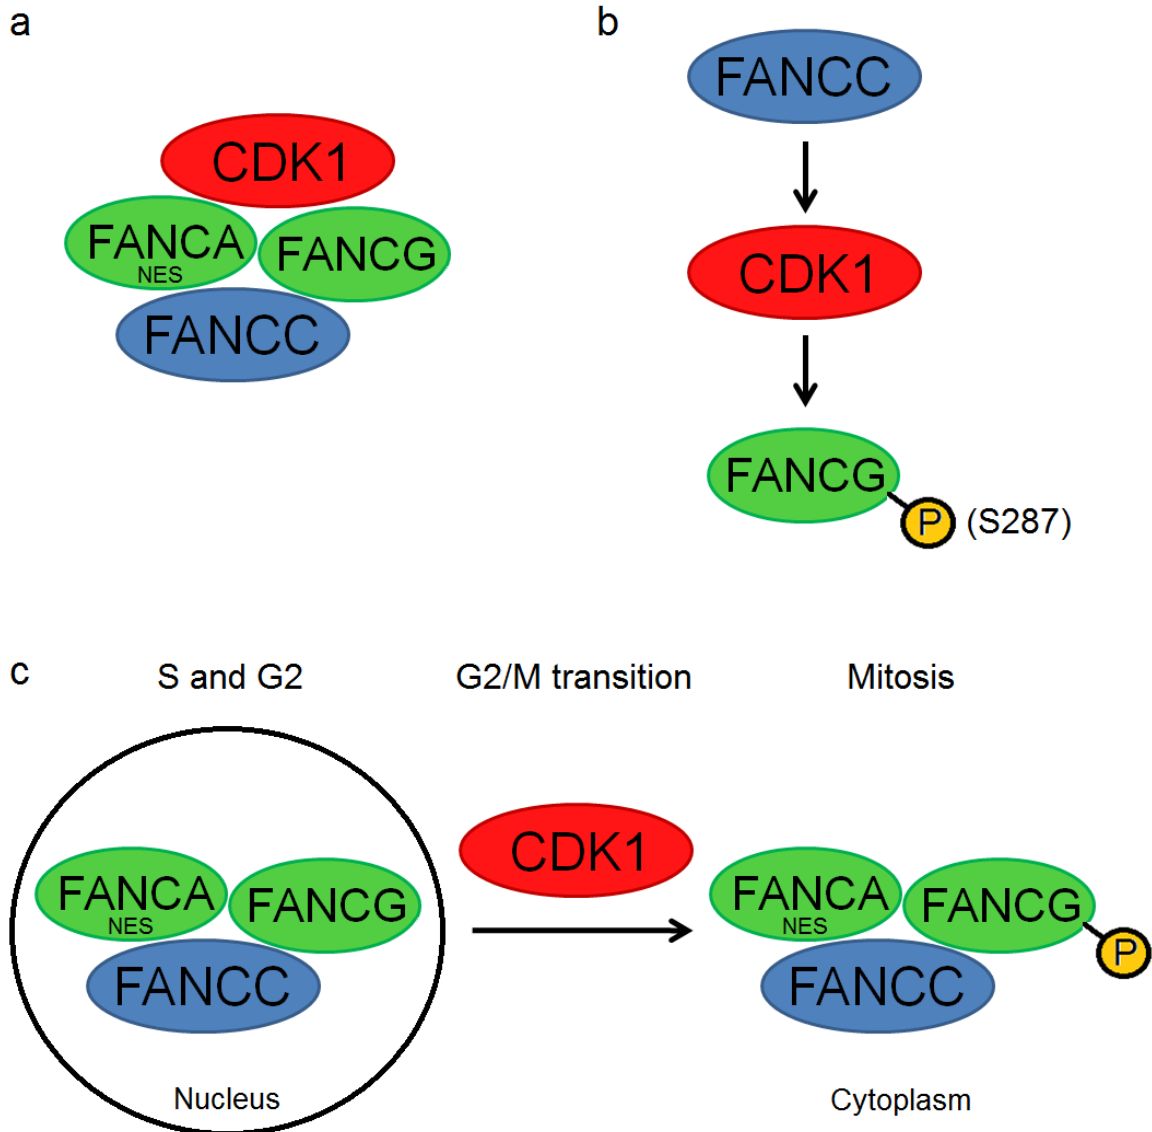 a
CDK1
FANCA
NES
FANCG
FANCC
b
FANCC
CDK1
FANCG
P (S287)
c
S and G2
G2/M transition
Mitosis
FANCA
NES
FANCG
FANCC
Nucleus
CDK1
FANCA
NES
FANCG
P
FANCC
Cytoplasm